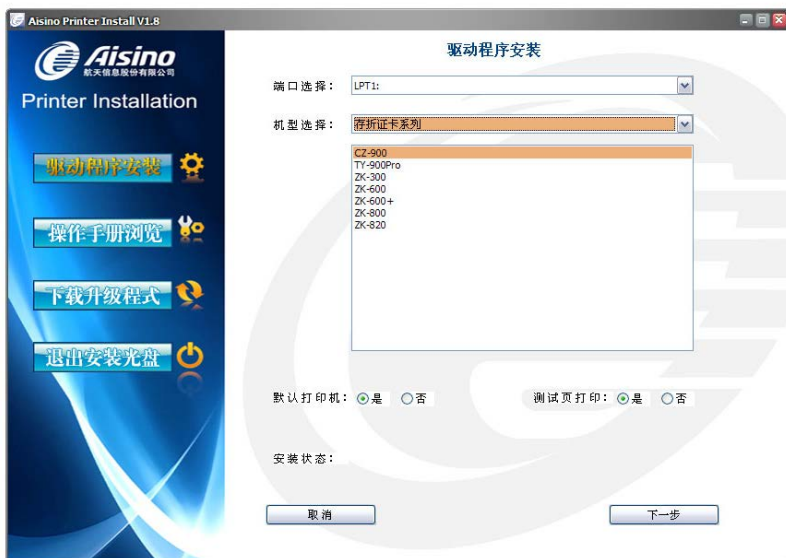 Aisino Printer Install V1.8
Aisino
航天信息股份有限公司
Printer Installation
驱动程序安装
操作手册浏览
下载升级程式
退出安装光盘
驱动程序安装
端口选择： LPT1:
机型选择： 存折证卡系列
CZ-900
TY-900Pro
ZK-300
ZK-600
ZK-600+
ZK-800
ZK-820
默认打印机： 是 否 测试页打印： 是 否
安装状态：
取消 下一步